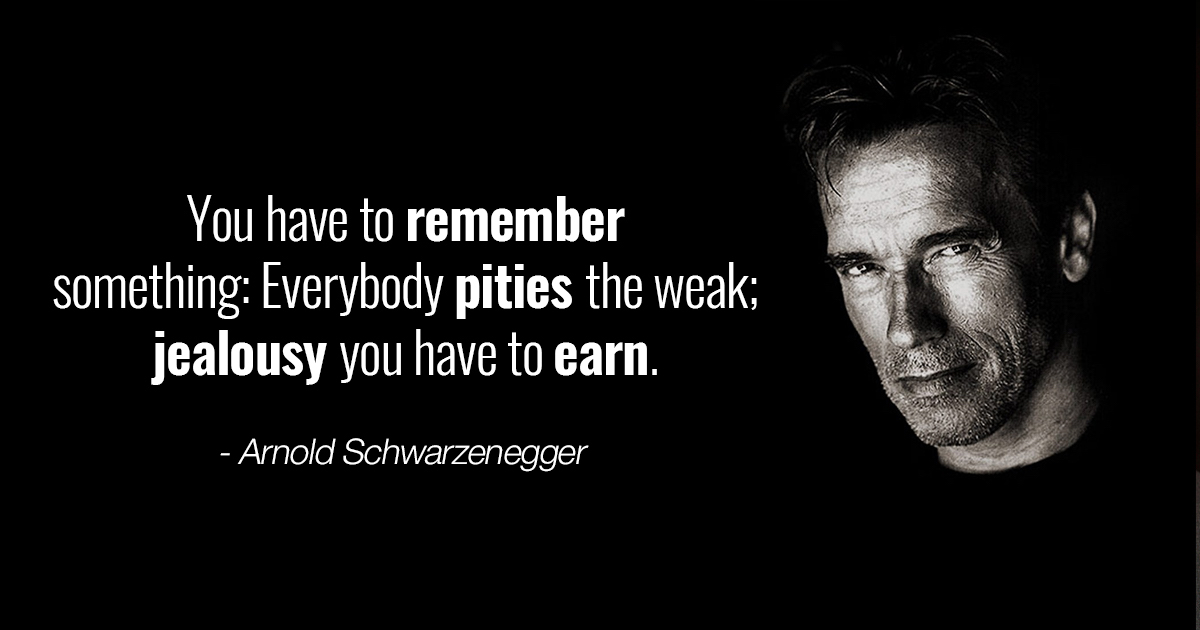 You have to remember
something: Everybody pities the weak;
jealousy you have to earn.
- Arnold Schwarzenegger